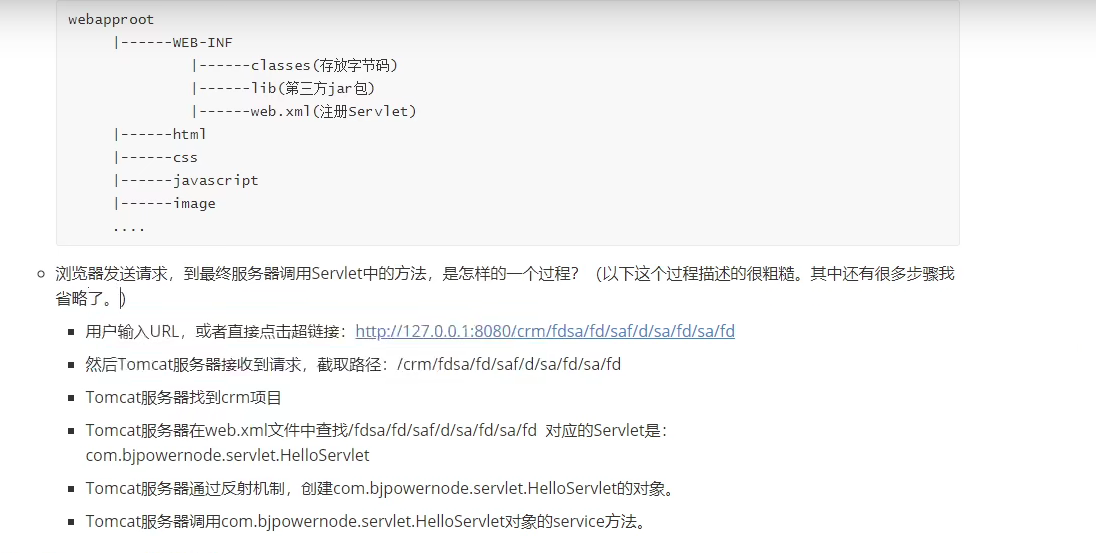 webapproot
|------WEB-INF
|------classes(存放字节码)
|------lib(第三方jar包)
|------web.xml(注册Servlet)
|------html
|------css
|------javascript
|------image
....
浏览器发送请求，到最终服务器调用Servlet中的方法，是怎样的一个过程？（以下这个过程描述的很粗糙。其中还有很多步骤我
省略了。）
用户输入URL，或者直接点击超链接：http://127.0.0.1:8080/crm/fdsa/fd/saf/d/sa/fd/sa/fd
然后Tomcat服务器接收到请求，截取路径：/crm/fdsa/fd/saf/d/sa/fd/sa/fd
Tomcat服务器找到crm项目
Tomcat服务器在web.xml文件中查找/fdsa/fd/saf/d/sa/fd/sa/fd 对应的Servlet是：
com.bjpowernode.servlet.HelloServlet
Tomcat服务器通过反射机制，创建com.bjpowernode.servlet.HelloServlet的对象。
Tomcat服务器调用com.bjpowernode.servlet.HelloServlet对象的service方法。